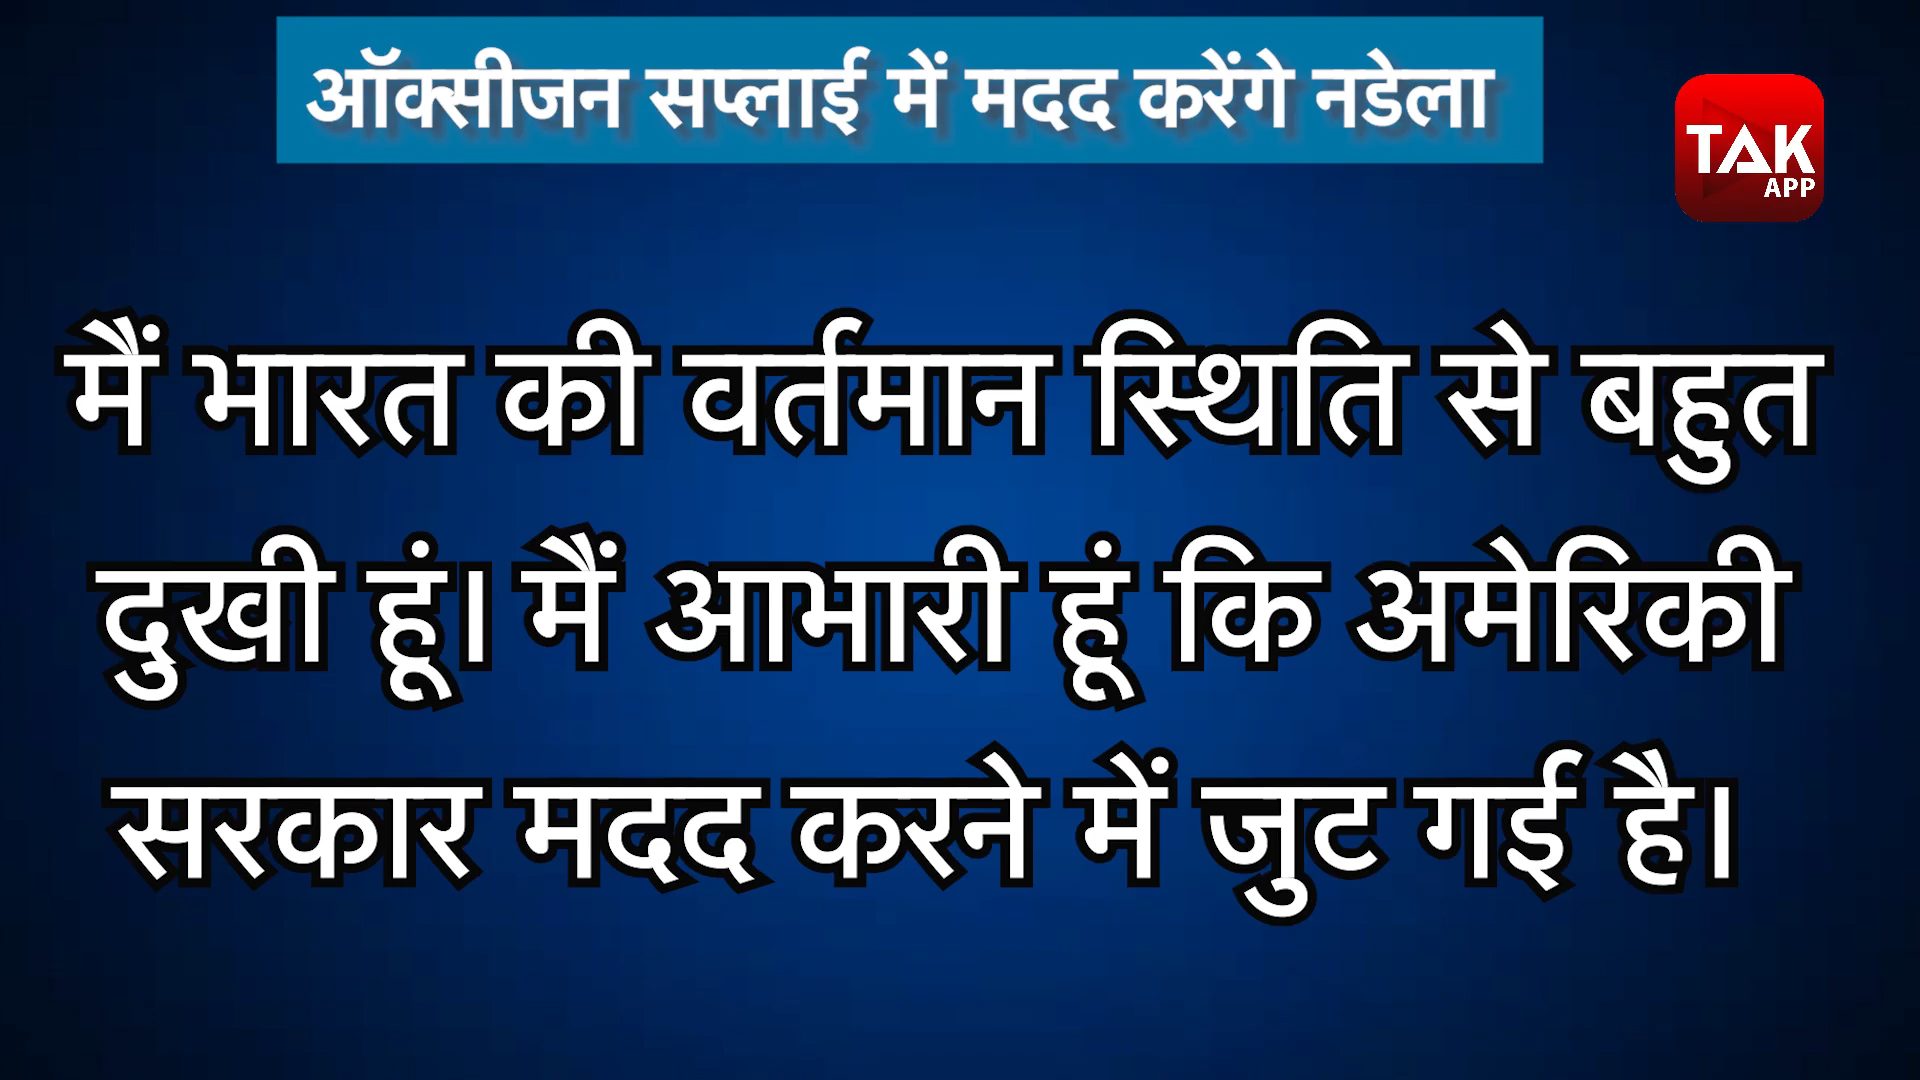 ऑक्सीजन सप्लाई में मदद करेंगे नडेला
TAK
APP
मैं भारत की वर्तमान स्थिति से बहुत
दुखी हूं। मैं आभारी हूं कि अमेरिकी
सरकार मदद करने में जुट गई है।